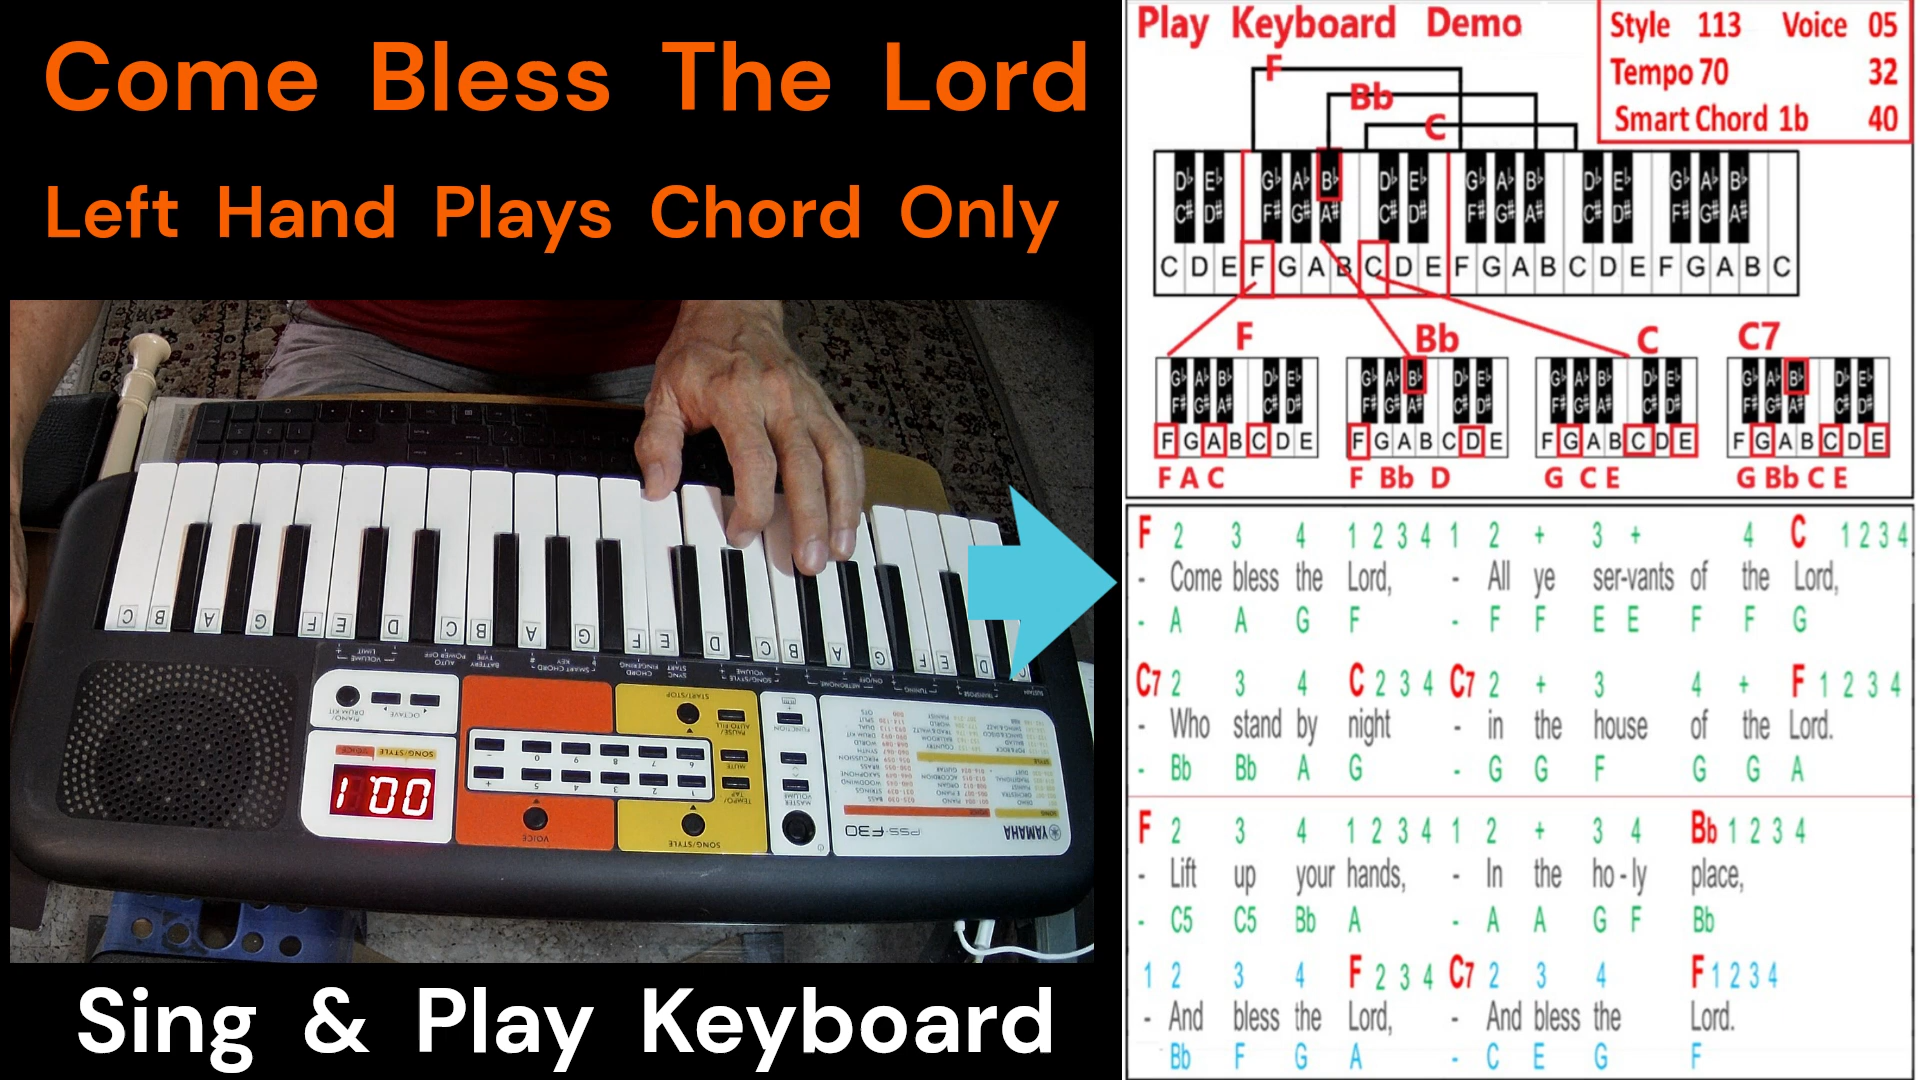 Come Bless The Lord
Left Hand Plays Chord Only
C B A G F E D C B A G F E D C B A G F E D C
YAMAHA
PSS-F30
VOICE
SONG/STYLE
START/STOP
1 00
Sing & Play Keyboard
Play Keyboard Demo
Style 113 Voice 05
Tempo 70 32
Smart Chord 1b 40
F
Bb
C
D♭ E♭ G♭ A♭ B♭ D♭ E♭ G♭ A♭ B♭ D♭ E♭ G♭ A♭ B♭
C# D# F# G# A# C# D# F# G# A# C# D# F# G# A#
C D E F G A B C D E F G A B C D E F G A B C
F Bb C C7
G♭ A♭ B♭ D♭ E♭ G♭ A♭ B♭ D♭ E♭ G♭ A♭ B♭ D♭ E♭ G♭ A♭ B♭ D♭ E♭
F# G# A# C# D# F# G# A# C# D# F# G# A# C# D# F# G# A# C# D#
F G A B C D E F G A B C D E F G A B C D E F G A B C D E
F A C F Bb D G C E G Bb C E
F 2 3 4 1 2 3 4 1 2 + 3 + 4 C 1 2 3 4
- Come bless the Lord, - All ye ser-vants of the Lord,
- A A G F - F F E E F F G
C7 2 3 4 C 2 3 4 C7 2 + 3 4 + F 1 2 3 4
- Who stand by night - in the house of the Lord.
- Bb Bb A G - G G F G G A
F 2 3 4 1 2 3 4 1 2 + 3 4 Bb 1 2 3 4
- Lift up your hands, - In the ho - ly place,
- C5 C5 Bb A - A A G F Bb
1 2 3 4 F 2 3 4 C7 2 3 4 F 1 2 3 4
- And bless the Lord, - And bless the Lord.
Bb F G A - C E G F